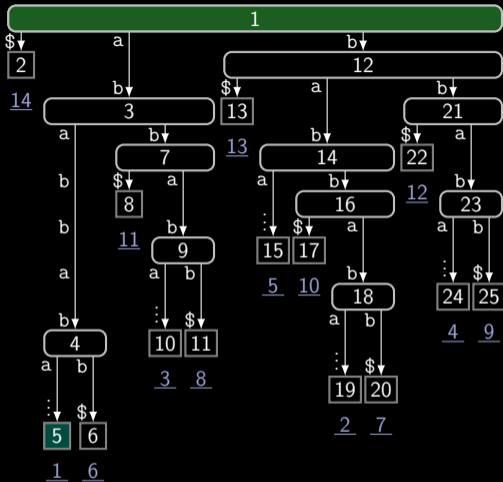 1
$ a b
2 12
14 b $ a b
3 13 21
a b 13 b $ a
7 14 22
b $ a a b 12 b
8 16 23
11 b ⋮ $ a a b
b 9 15 17
a a b 5 10 b ⋮ $
18 24 25
b ⋮ $ a b 4 9
4 10 11
a b 3 8 ⋮ $
19 20
⋮ $ 2 7
5 6
1 6